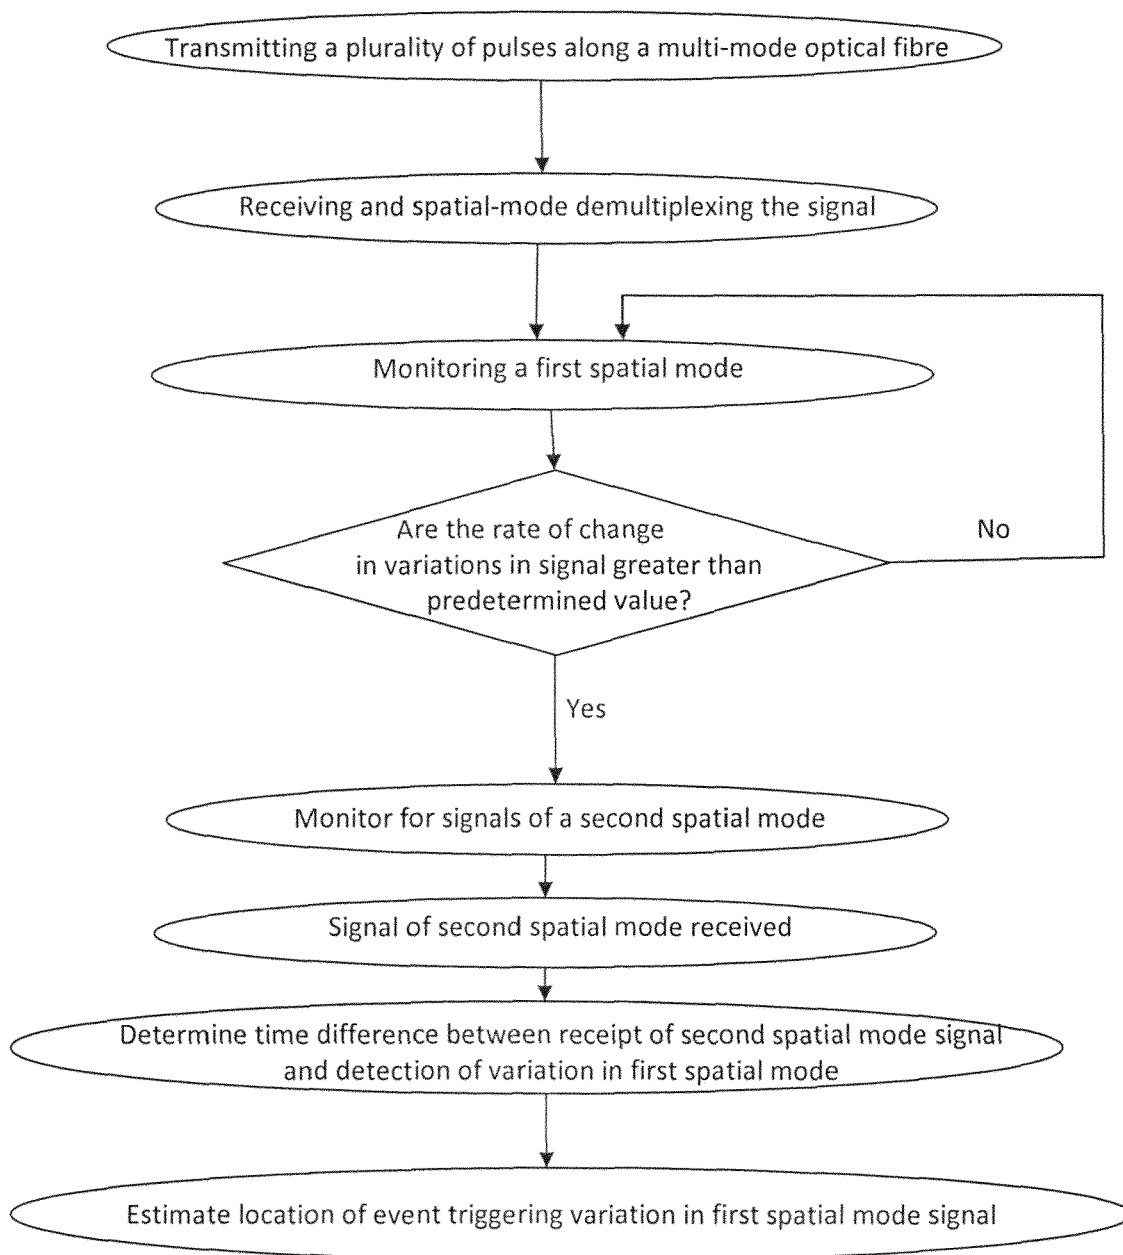 Transmitting a plurality of pulses along a multi-mode optical fibre
Receiving and spatial-mode demultiplexing the signal
Monitoring a first spatial mode
Are the rate of change
in variations in signal greater than
predetermined value?
No
Yes
Monitor for signals of a second spatial mode
Signal of second spatial mode received
Determine time difference between receipt of second spatial mode signal
and detection of variation in first spatial mode
Estimate location of event triggering variation in first spatial mode signal